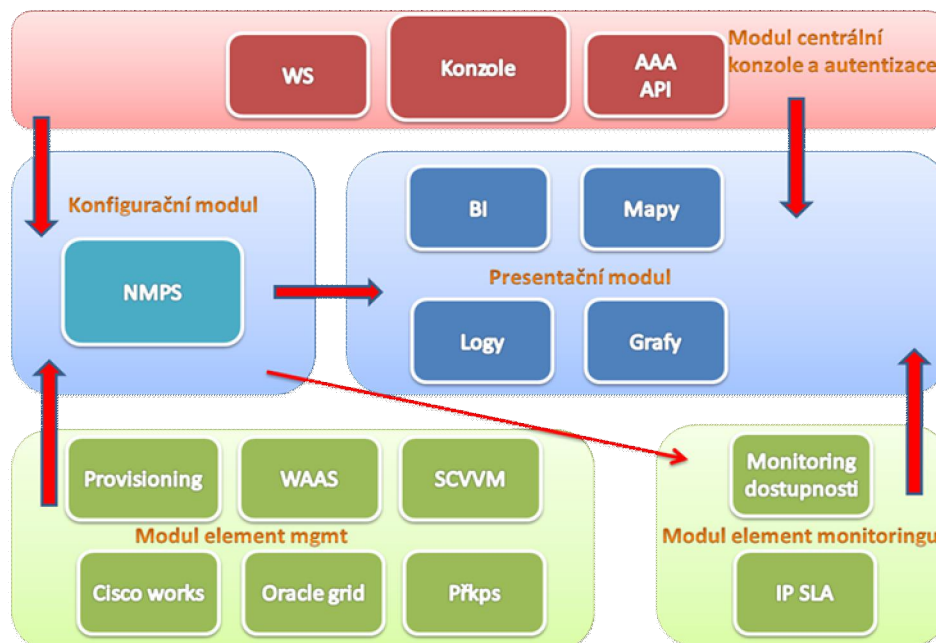 WS
Konzole
AAA
API
Modul centrální
konzole a autentizace
Konfigurační modul
NMPS
BI
Mapy
Presentační modul
Logy
Grafy
Provisioning
WAAS
SCVVM
Modul element mgmt
Cisco works
Oracle grid
Přkps
Monitoring
dostupnosti
Modul element monitoringu
IP SLA